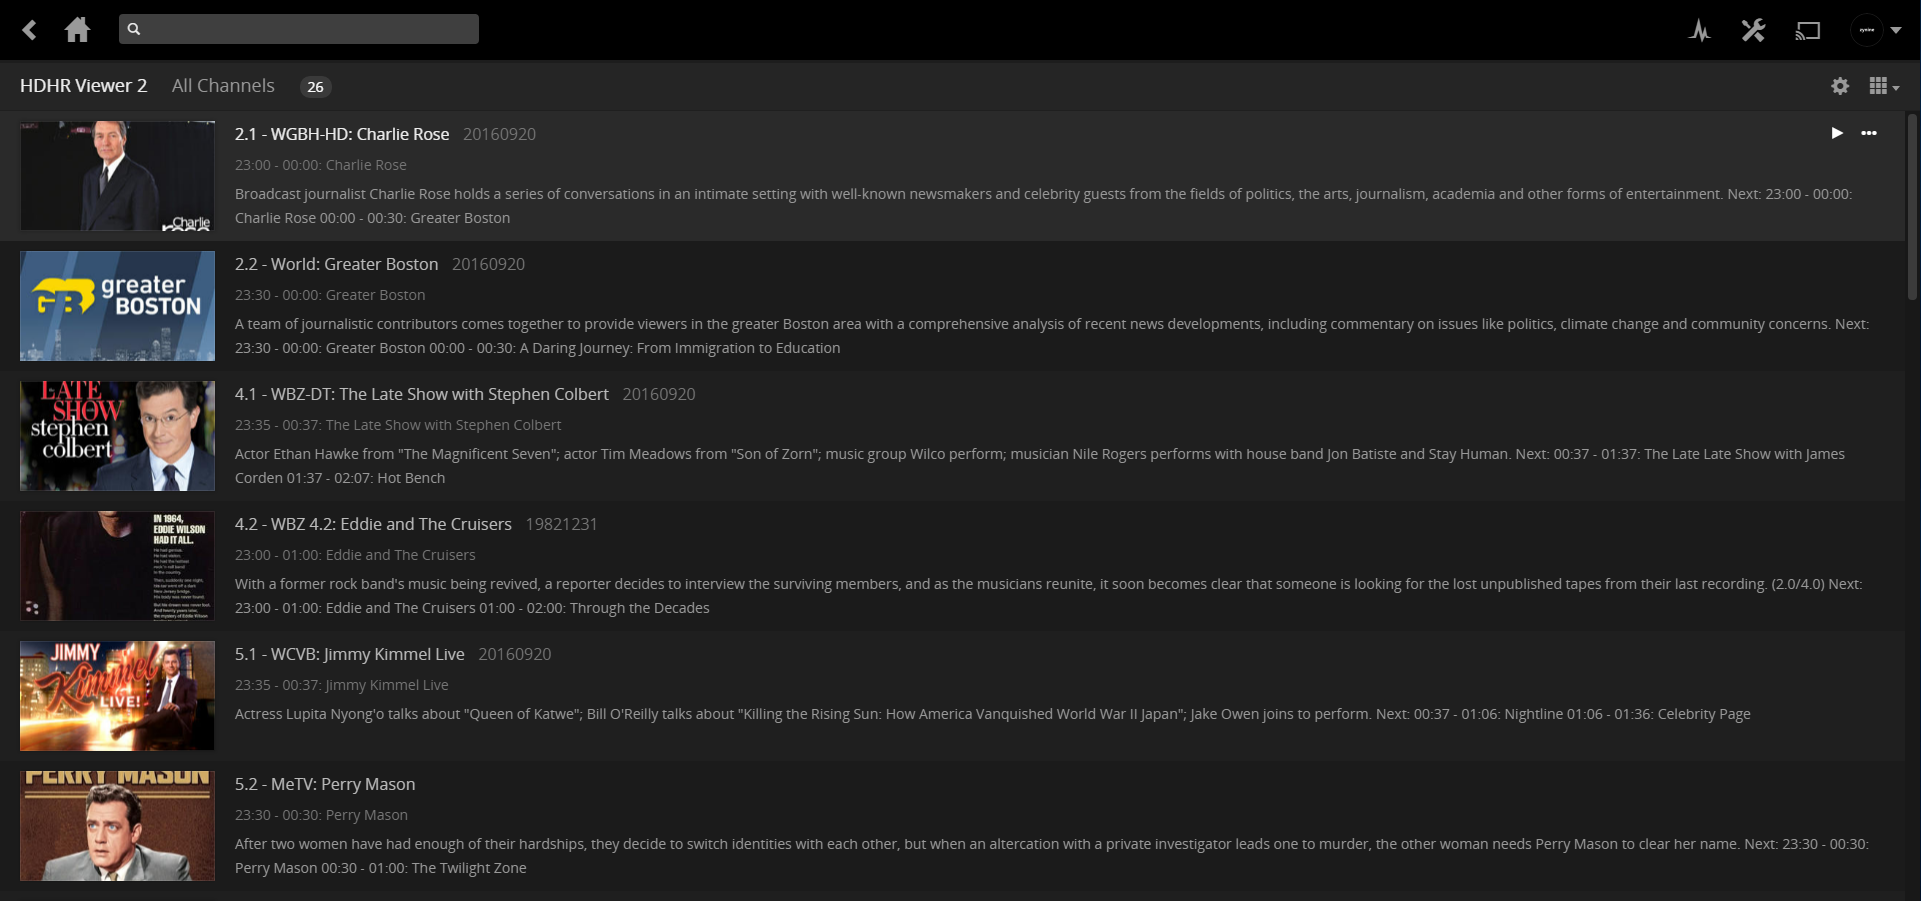 zynine
HDHR Viewer 2 All Channels 26
Charlie
rose
2.1 - WGBH-HD: Charlie Rose 20160920
23:00 - 00:00: Charlie Rose
Broadcast journalist Charlie Rose holds a series of conversations in an intimate setting with well-known newsmakers and celebrity guests from the fields of politics, the arts, journalism, academia and other forms of entertainment. Next: 23:00 - 00:00:
Charlie Rose 00:00 - 00:30: Greater Boston
GB greater
BOSTON
2.2 - World: Greater Boston 20160920
23:30 - 00:00: Greater Boston
A team of journalistic contributors comes together to provide viewers in the greater Boston area with a comprehensive analysis of recent news developments, including commentary on issues like politics, climate change and community concerns. Next:
23:30 - 00:00: Greater Boston 00:00 - 00:30: A Daring Journey: From Immigration to Education
LATE
SHOW
stephen
colbert
4.1 - WBZ-DT: The Late Show with Stephen Colbert 20160920
23:35 - 00:37: The Late Show with Stephen Colbert
Actor Ethan Hawke from "The Magnificent Seven"; actor Tim Meadows from "Son of Zorn"; music group Wilco perform; musician Nile Rogers performs with house band Jon Batiste and Stay Human. Next: 00:37 - 01:37: The Late Late Show with James
Corden 01:37 - 02:07: Hot Bench
IN 1964,
EDDIE WILSON
HAD IT ALL.
He had genius.
4.2 - WBZ 4.2: Eddie and The Cruisers 19821231
23:00 - 01:00: Eddie and The Cruisers
With a former rock band's music being revived, a reporter decides to interview the surviving members, and as the musicians reunite, it soon becomes clear that someone is looking for the lost unpublished tapes from their last recording. (2.0/4.0) Next:
23:00 - 01:00: Eddie and The Cruisers 01:00 - 02:00: Through the Decades
JIMMY
Kimmel
LIVE!
5.1 - WCVB: Jimmy Kimmel Live 20160920
23:35 - 00:37: Jimmy Kimmel Live
Actress Lupita Nyong'o talks about "Queen of Katwe"; Bill O'Reilly talks about "Killing the Rising Sun: How America Vanquished World War II Japan"; Jake Owen joins to perform. Next: 00:37 - 01:06: Nightline 01:06 - 01:36: Celebrity Page
PERRY MASON
5.2 - MeTV: Perry Mason
23:30 - 00:30: Perry Mason
After two women have had enough of their hardships, they decide to switch identities with each other, but when an altercation with a private investigator leads one to murder, the other woman needs Perry Mason to clear her name. Next: 23:30 - 00:30:
Perry Mason 00:30 - 01:00: The Twilight Zone